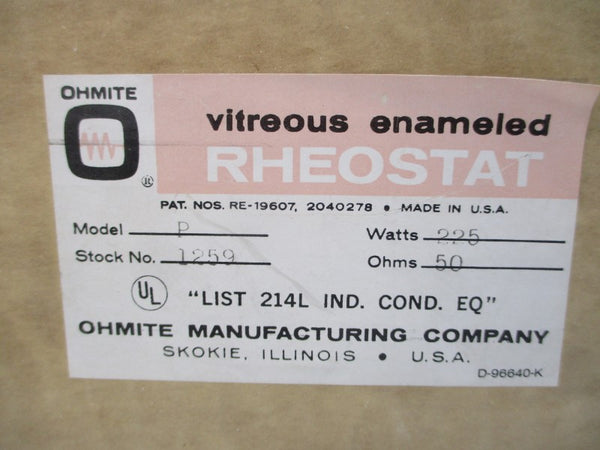 OHMITE
vitreous enameled
RHEOSTAT
®
PAT. NOS. RE-19607, 2040278 • MADE IN U.S.A.
Model P Watts 225
Stock No. 1259 Ohms 50
UL "LIST 214L IND. COND. EQ"
OHMITE MANUFACTURING COMPANY
SKOKIE, ILLINOIS • U.S.A.
D-96640-K